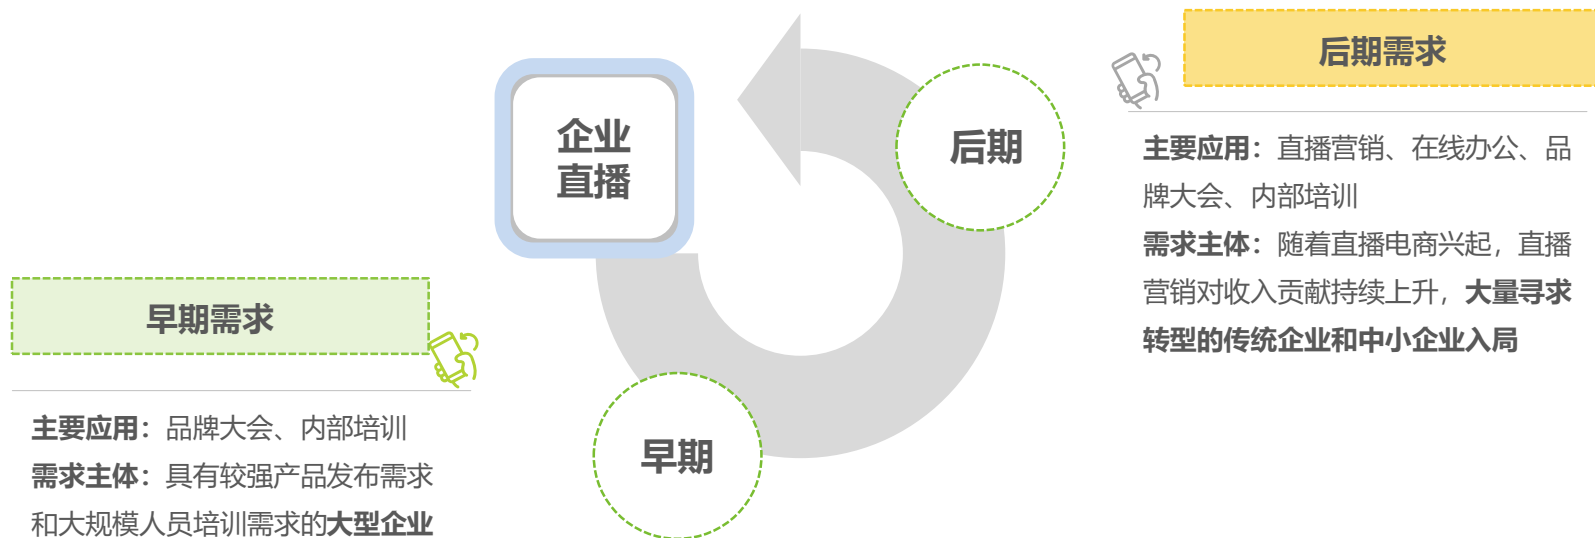 企业
直播
后期
早期
早期需求
主要应用：品牌大会、内部培训
需求主体：具有较强产品发布需求
和大规模人员培训需求的大型企业
后期需求
主要应用：直播营销、在线办公、品
牌大会、内部培训
需求主体：随着直播电商兴起，直播
营销对收入贡献持续上升，大量寻求
转型的传统企业和中小企业入局